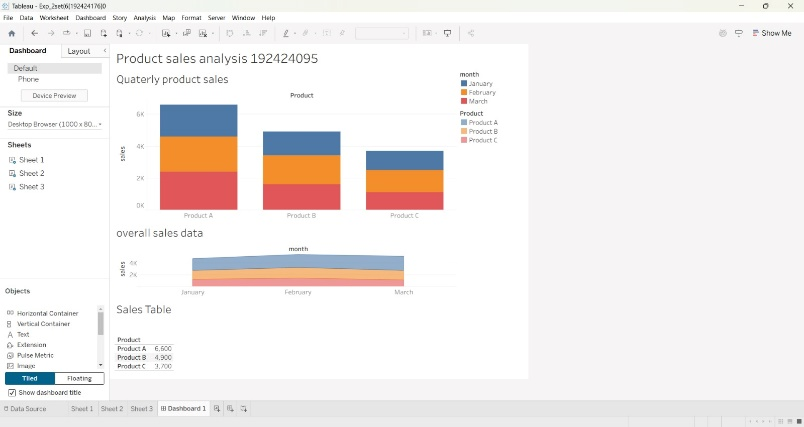 Tableau - Exp_2set(6)192424176)0
File Data Worksheet Dashboard Story Analysis Map Format Server Window Help
Show Me
Dashboard Layout
Default
Phone
Device Preview
Size
Desktop Browser (1000 x 80...
Sheets
Sheet 1
Sheet 2
Sheet 3
Objects
Horizontal Container
Vertical Container
Text
Extension
Pulse Metric
Image
Tiled Floating
Show dashboard title
Product sales analysis 192424095
Quaterly product sales
Product
sales
6K
4K
2K
0K
Product A Product B Product C
month
January
February
March
Product
Product A
Product B
Product C
overall sales data
month
sales
4K
2K
January February March
Sales Table
Product
Product A 6,600
Product B 4,900
Product C 3,700
Data Source Sheet 1 Sheet 2 Sheet 3 Dashboard 1